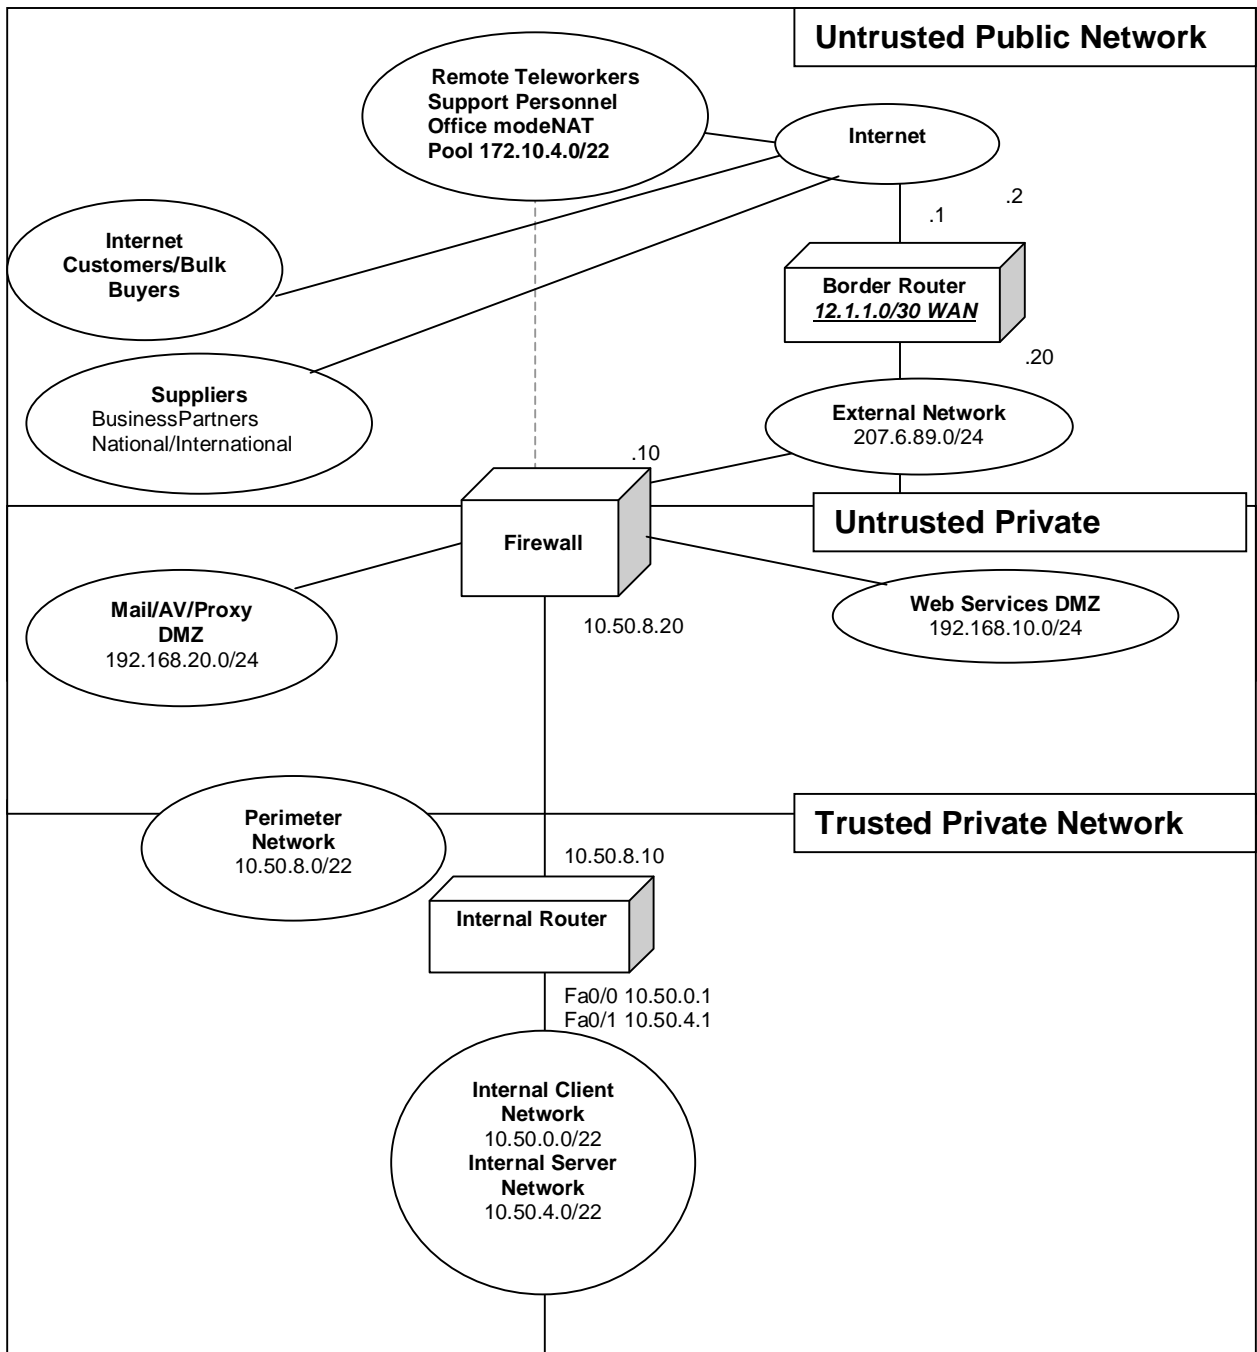 Untrusted Public Network
Remote Teleworkers
Support Personnel
Office modeNAT
Pool 172.10.4.0/22
Internet
.2
.1
Internet
Customers/Bulk
Buyers
Border Router
12.1.1.0/30 WAN
.20
Suppliers
BusinessPartners
National/International
External Network
207.6.89.0/24
.10
Untrusted Private
Firewall
Mail/AV/Proxy
DMZ
192.168.20.0/24
Web Services DMZ
192.168.10.0/24
10.50.8.20
Trusted Private Network
Perimeter
Network
10.50.8.0/22
10.50.8.10
Internal Router
Fa0/0 10.50.0.1
Fa0/1 10.50.4.1
Internal Client
Network
10.50.0.0/22
Internal Server
Network
10.50.4.0/22